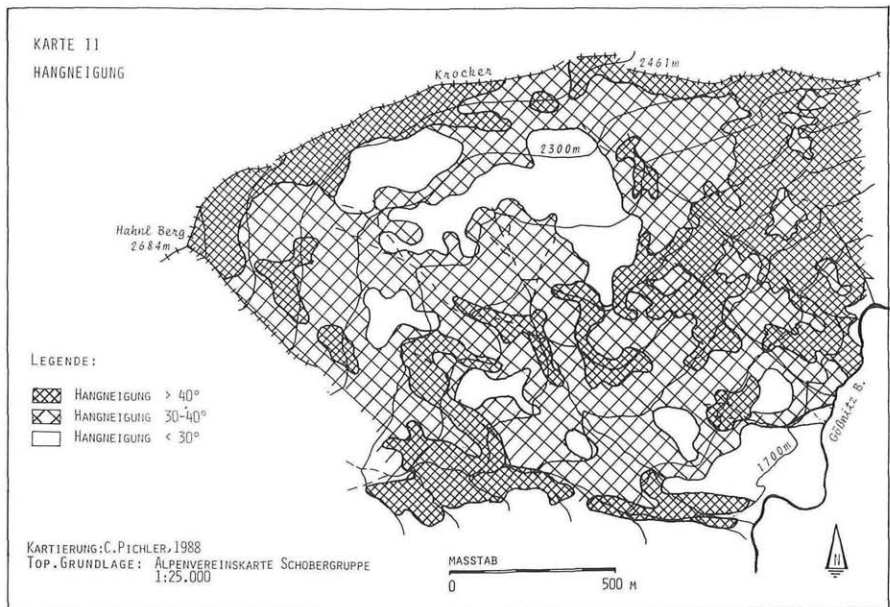 KARTE II
HANGNEIGUNG
Krocker
2461m
2300m
Hahnl Berg
2684m
LEGENDE:
HANGNEIGUNG > 40°
HANGNEIGUNG 30-40°
HANGNEIGUNG < 30°
1700m
Gößnitz B.
KARTIERUNG:C.PICHLER,1988
TOP.GRUNDLAGE: ALPENVEREINSKARTE SCHOBERGRUPPE
1:25.000
MASSTAB
0 500 M
N